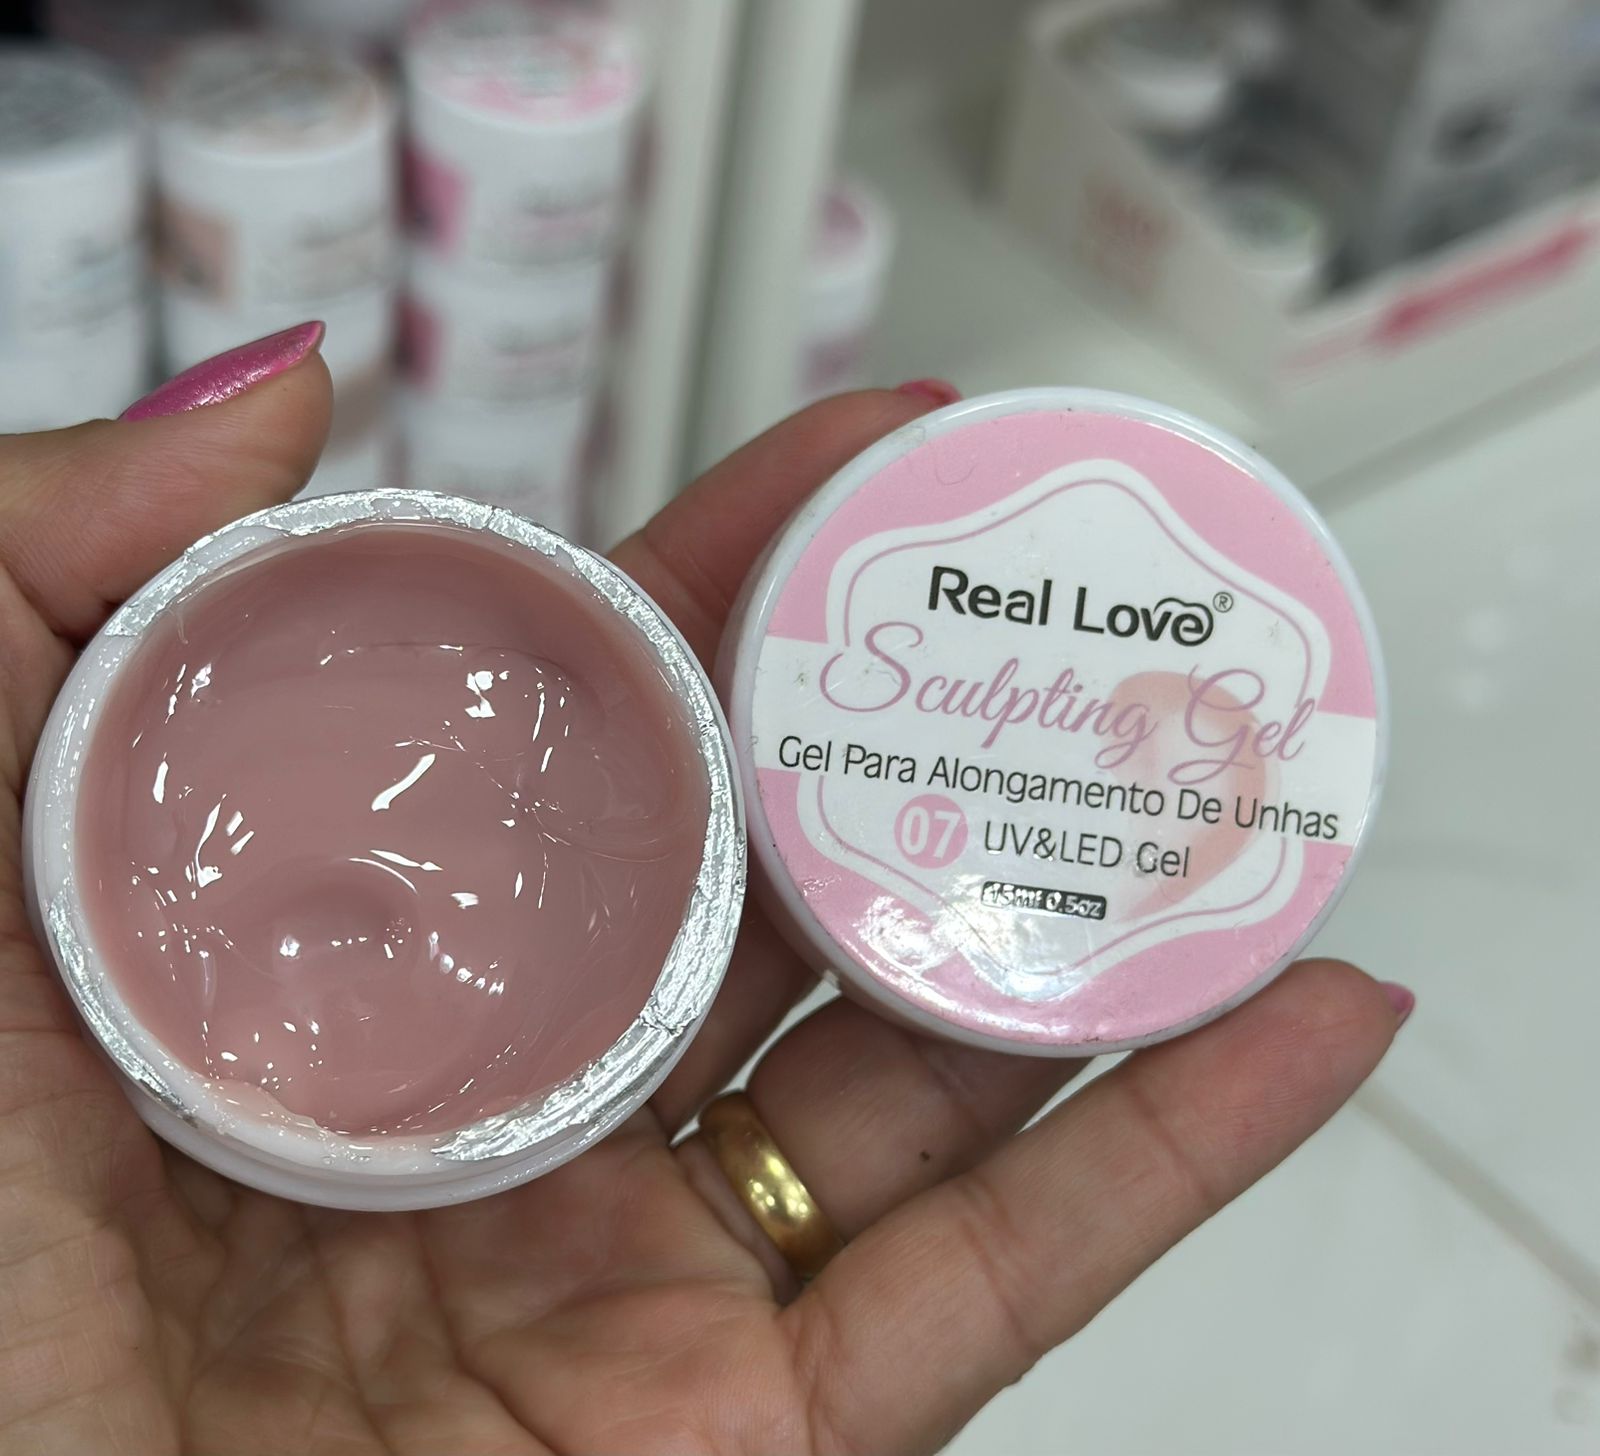 Real Love®
Sculpting Gel
Gel Para Alongamento De Unhas
07 UV&LED Gel
15ml 0.5oz